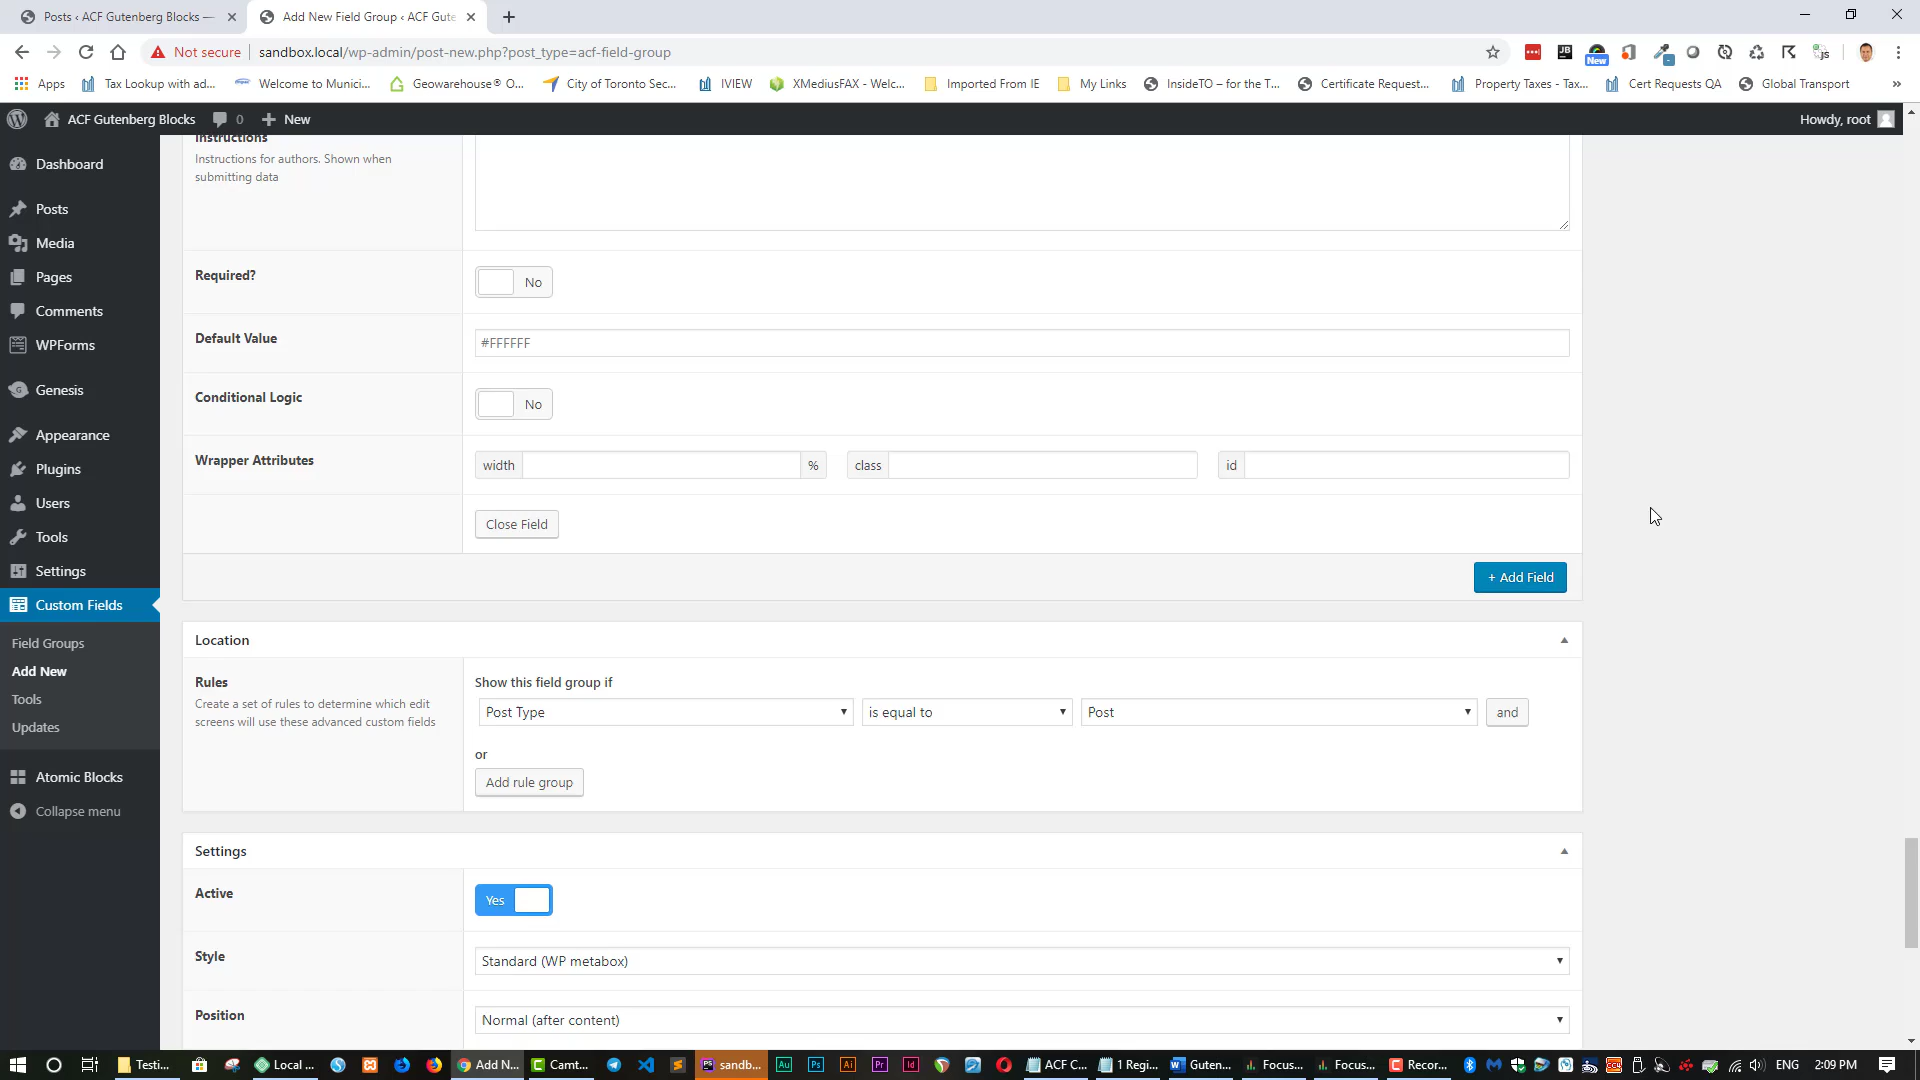 Posts ‹ ACF Gutenberg Blocks —
Add New Field Group ‹ ACF Gute
Not secure
sandbox.local/wp-admin/post-new.php?post_type=acf-field-group
New
Apps
Tax Lookup with ad...
Welcome to Munici...
Geowarehouse® O...
City of Toronto Sec...
IVIEW
XMediusFAX - Welc...
Imported From IE
My Links
InsideTO – for the T...
Certificate Request...
Property Taxes - Tax...
Cert Requests QA
Global Transport
»
ACF Gutenberg Blocks
0
New
Howdy, root
Dashboard
Posts
Media
Pages
Comments
WPForms
Genesis
Appearance
Plugins
Users
Tools
Settings
Custom Fields
Field Groups
Add New
Tools
Updates
Atomic Blocks
Collapse menu
Instructions
Instructions for authors. Shown when
submitting data
Required?
No
Default Value
#FFFFFF
Conditional Logic
No
Wrapper Attributes
width
%
class
id
Close Field
+ Add Field
Location
Rules
Create a set of rules to determine which edit
screens will use these advanced custom fields
Show this field group if
Post Type
is equal to
Post
and
or
Add rule group
Settings
Active
Yes
Style
Standard (WP metabox)
Position
Normal (after content)
Testi...
Local ...
Add N...
Camt...
sandb...
ACF C...
1 Regi...
Guten...
Focus...
Focus...
Recor...
ENG
2:09 PM